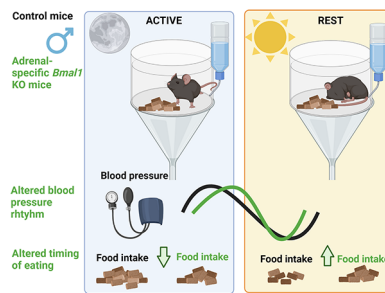 Control mice
ACTIVE
REST
Adrenal-
specific Bmal1
KO mice
Blood pressure
Altered blood
pressure
rhtyhm
Altered timing
of eating
Food intake
Food intake
Food intake
Food intake